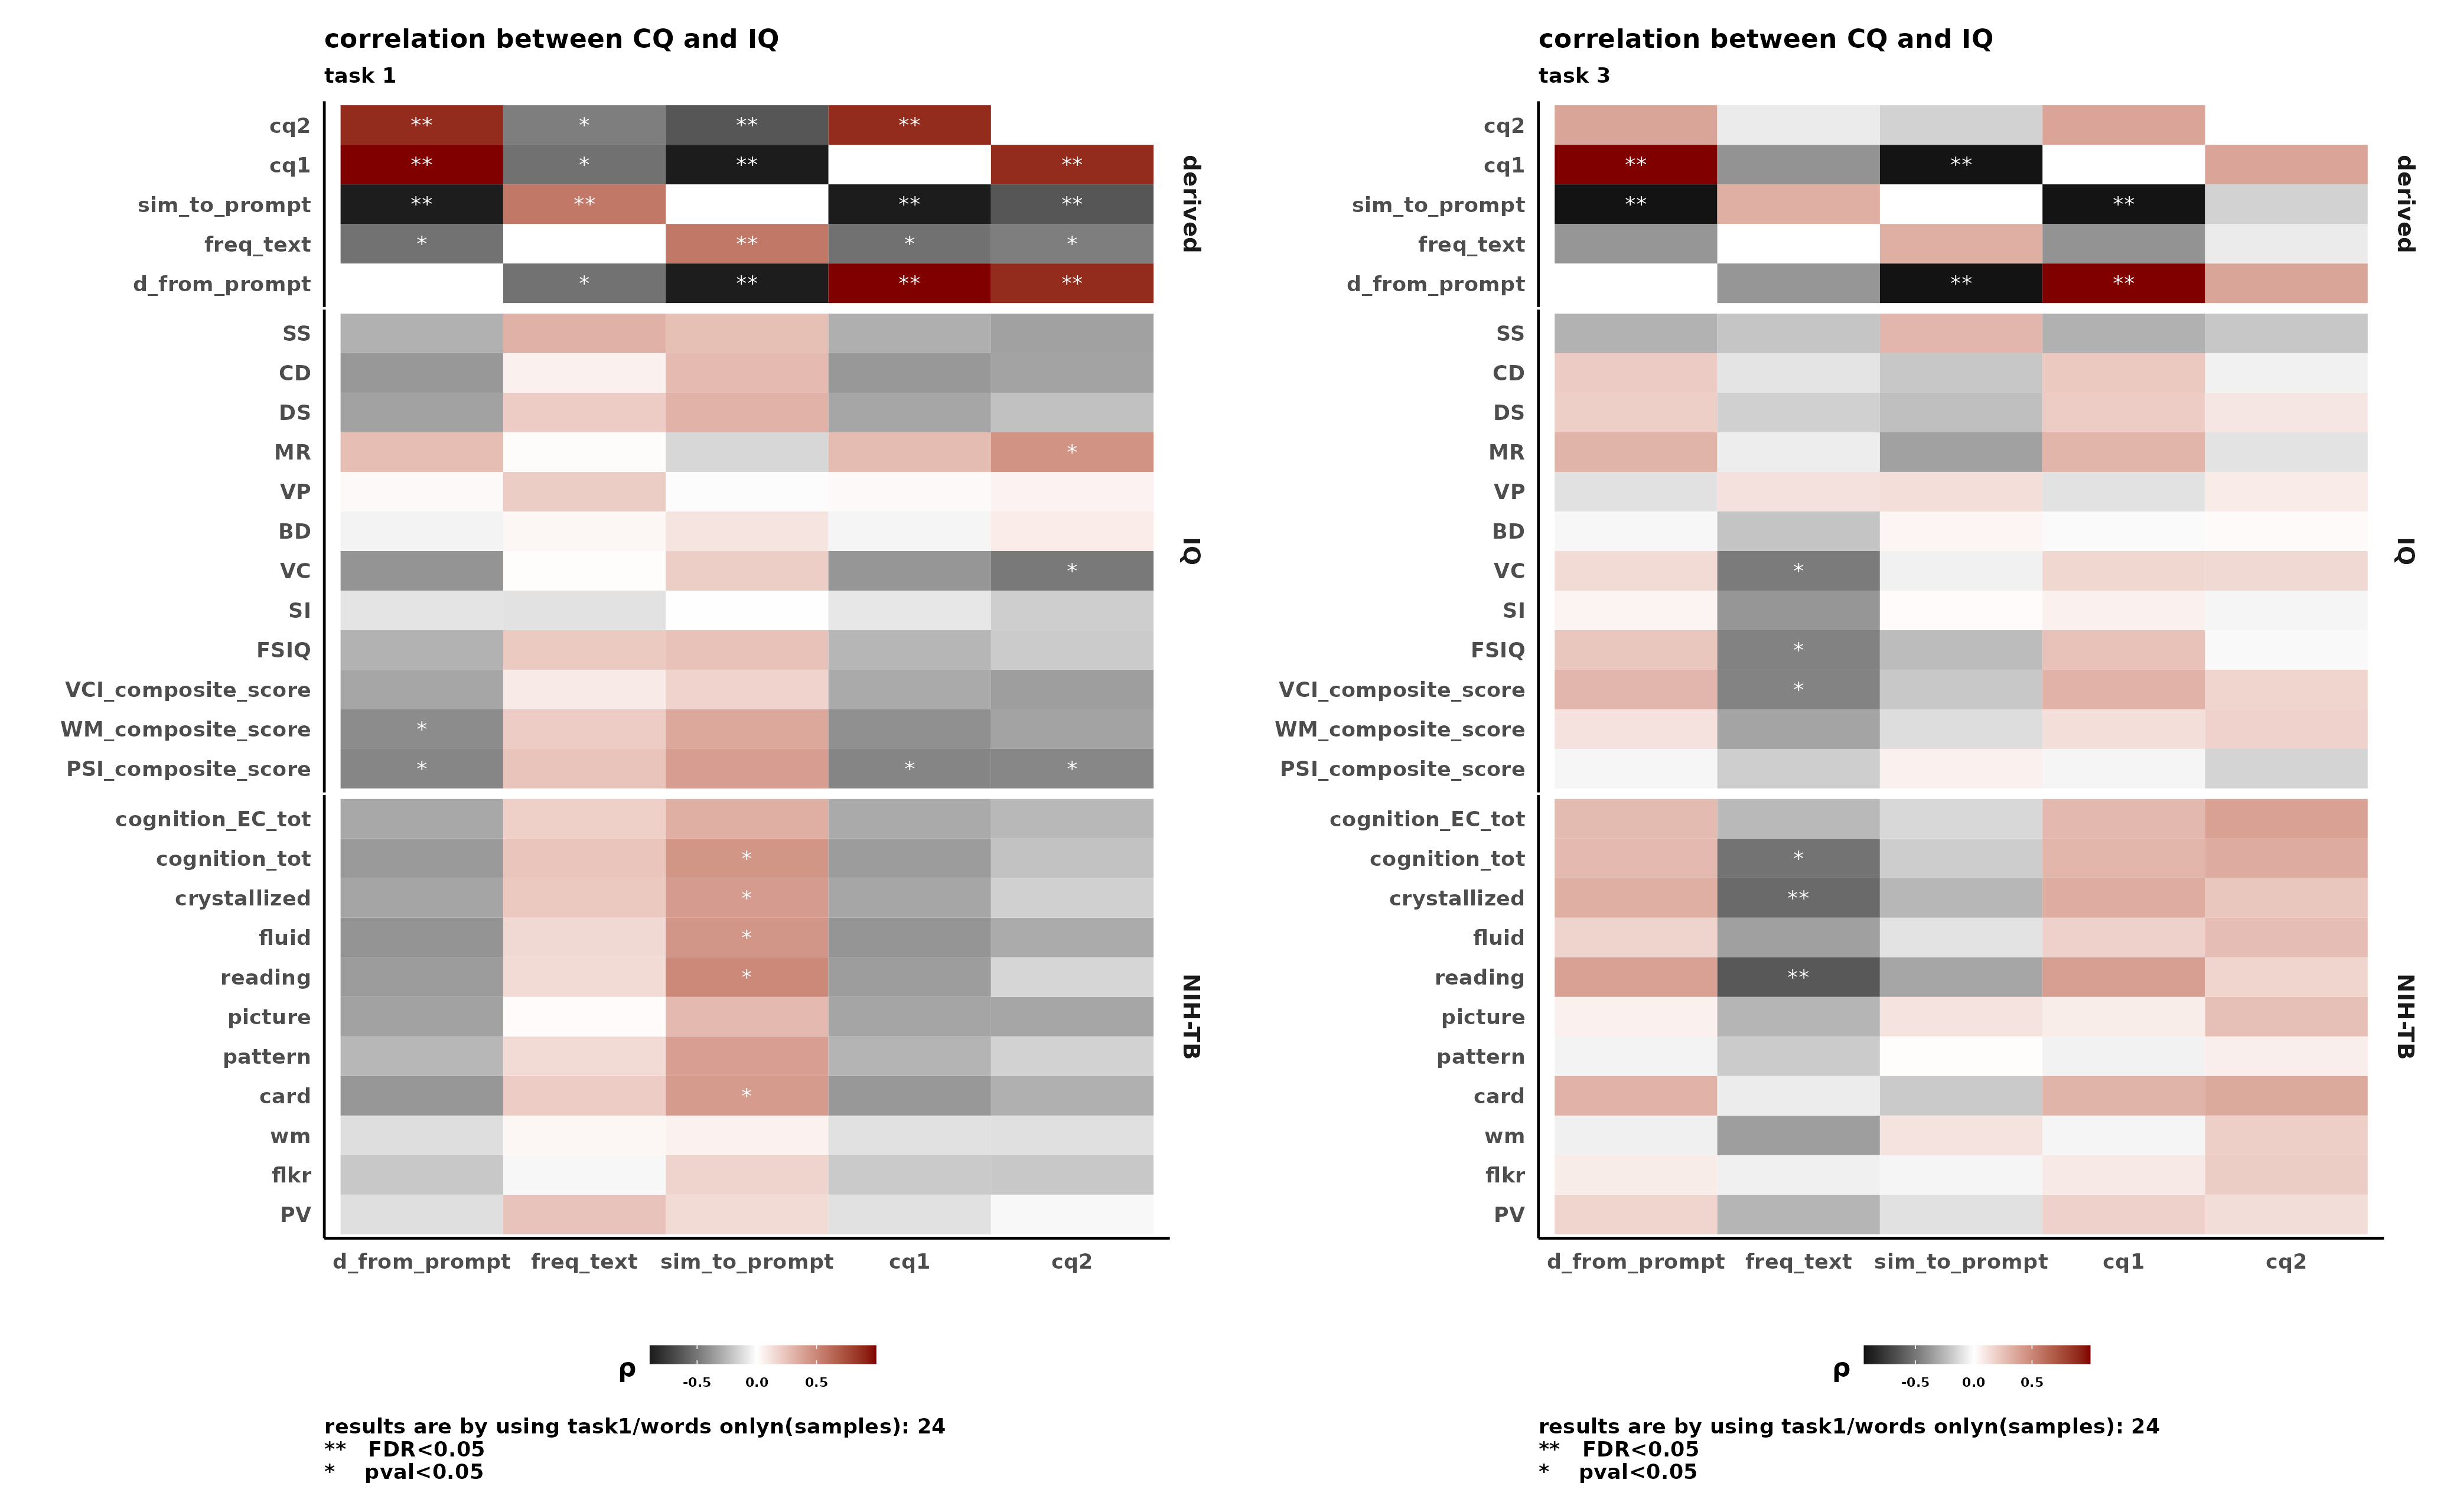 correlation between CQ and IQ
task 1
cq2
** * ** **
cq1
** * ** **
sim_to_prompt
** ** ** **
freq_text
* ** * *
d_from_prompt
* ** ** **
derived
SS
CD
DS
MR
*
VP
BD
VC
*
SI
FSIQ
VCI_composite_score
WM_composite_score
*
PSI_composite_score
* * *
IQ
cognition_EC_tot
cognition_tot
*
crystallized
*
fluid
*
reading
*
picture
pattern
card
*
wm
flkr
PV
NIH-TB
d_from_prompt freq_text sim_to_prompt cq1 cq2
ρ
-0.5 0.0 0.5
results are by using task1/words onlyn(samples): 24
** FDR<0.05
* pval<0.05
correlation between CQ and IQ
task 3
cq2
cq1
** **
sim_to_prompt
** **
freq_text
d_from_prompt
** **
derived
SS
CD
DS
MR
VP
BD
VC
*
SI
FSIQ
*
VCI_composite_score
*
WM_composite_score
PSI_composite_score
IQ
cognition_EC_tot
cognition_tot
*
crystallized
**
fluid
reading
**
picture
pattern
card
wm
flkr
PV
NIH-TB
d_from_prompt freq_text sim_to_prompt cq1 cq2
ρ
-0.5 0.0 0.5
results are by using task1/words onlyn(samples): 24
** FDR<0.05
* pval<0.05